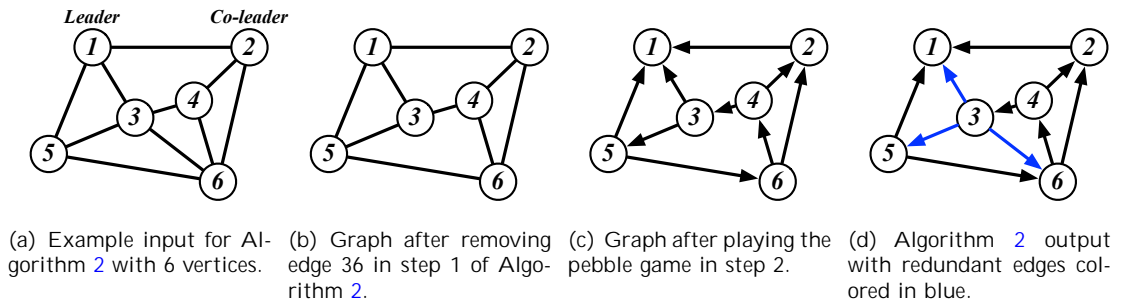 Leader Co-leader
1 2 1 2 1 2 1 2
3 4 3 4 3 4 3 4
5 6 5 6 5 6 5 6
(a) Example input for Al-
gorithm 2 with 6 vertices.
(b) Graph after removing
edge 36 in step 1 of Algo-
rithm 2.
(c) Graph after playing the
pebble game in step 2.
(d) Algorithm 2 output
with redundant edges col-
ored in blue.